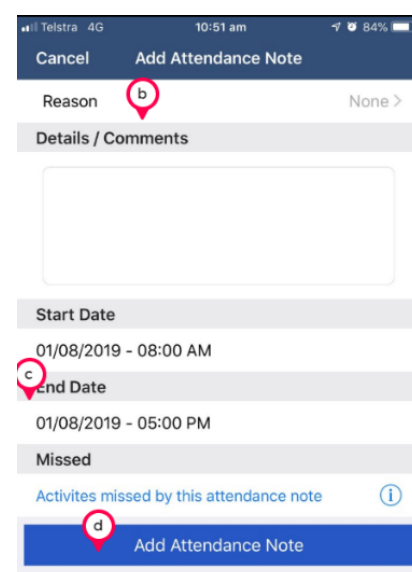 Telstra 4G 10:51 am 84%
Cancel Add Attendance Note
Reason b None >
Details / Comments
Start Date
01/08/2019 - 08:00 AM
c
End Date
01/08/2019 - 05:00 PM
Missed
Activites missed by this attendance note i
d
Add Attendance Note